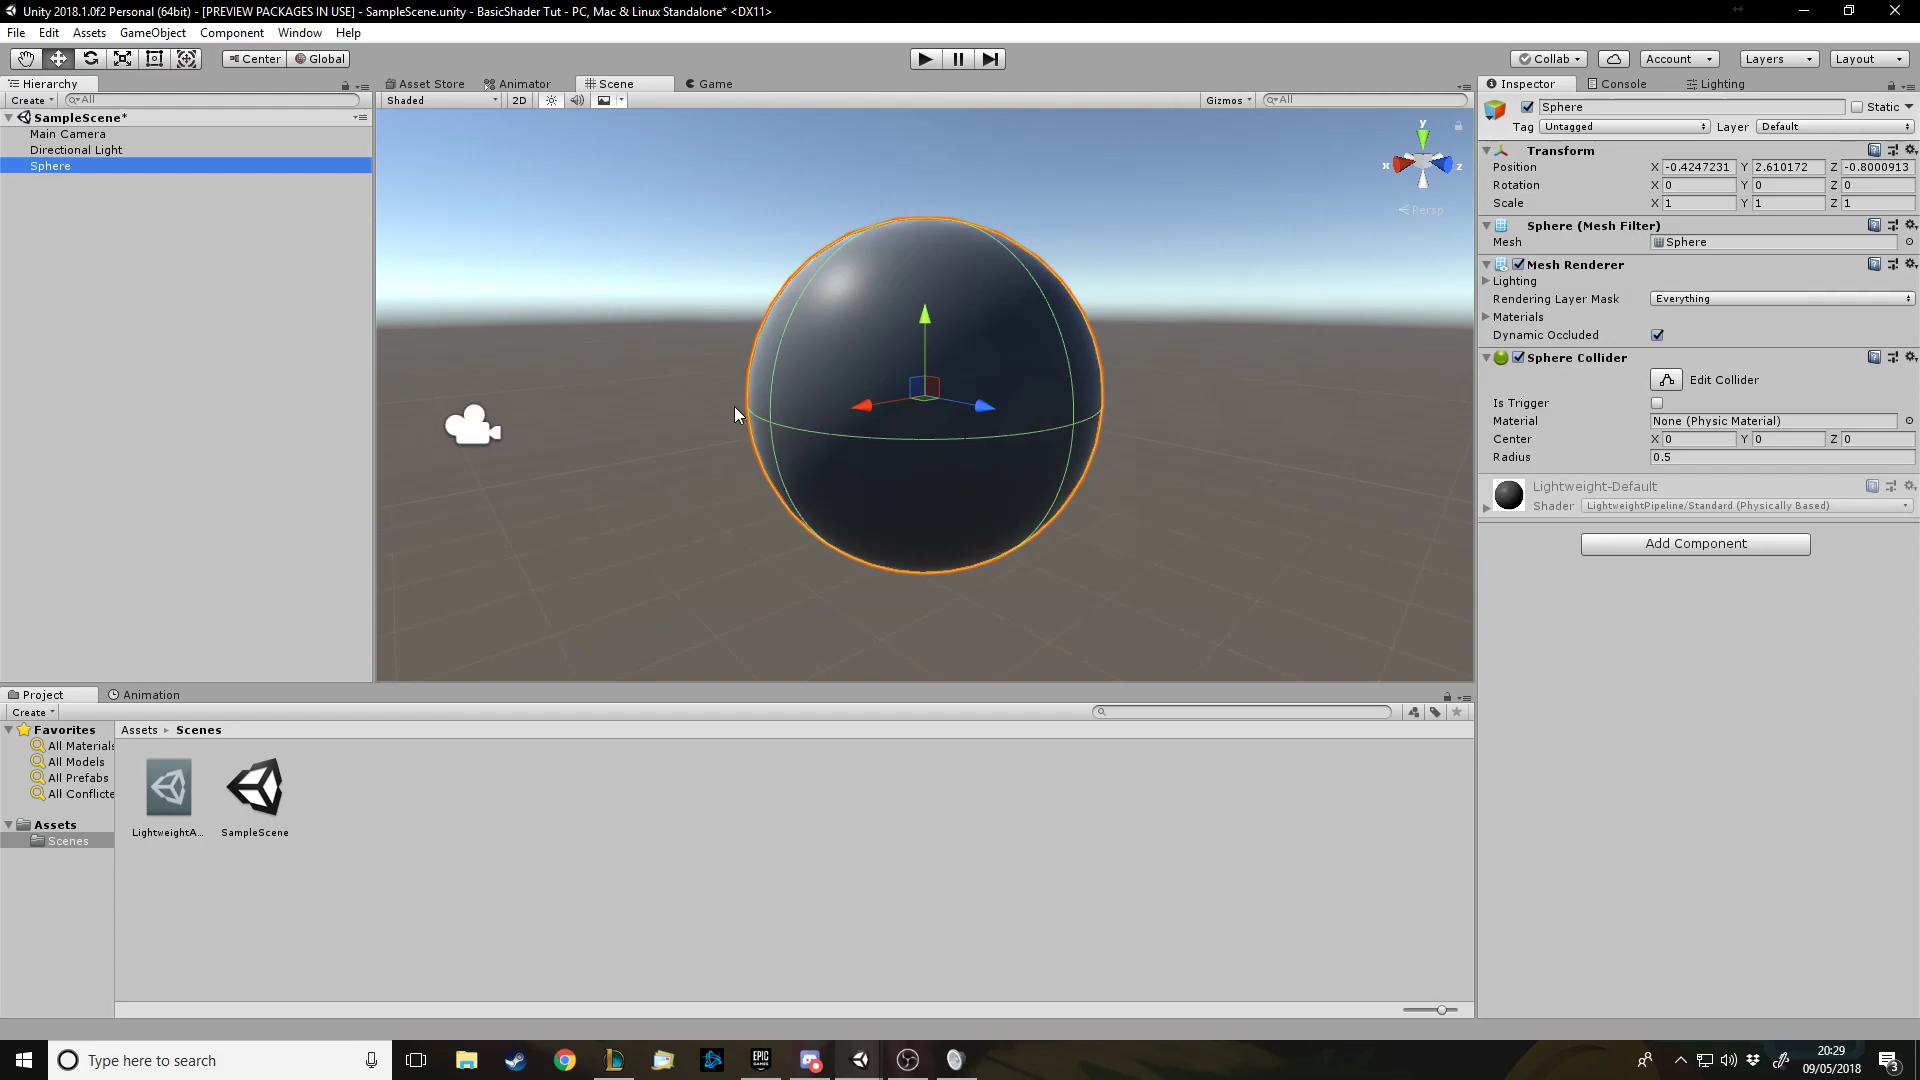 Unity 2018.1.0f2 Personal (64bit) - [PREVIEW PACKAGES IN USE] - SampleScene.unity - BasicShader Tut - PC, Mac & Linux Standalone* <DX11>
File Edit Assets GameObject Component Window Help
Center Global Collab Account Layers Layout
Hierarchy Asset Store Animator Scene Game Inspector Console Lighting
Create All Shaded 2D Gizmos All Sphere Static
SampleScene*
Main Camera
Directional Light
Sphere
y
x z
Persp
Tag Untagged Layer Default
Transform
Position X -0.4247231 Y 2.610172 Z -0.8000913
Rotation X 0 Y 0 Z 0
Scale X 1 Y 1 Z 1
Sphere (Mesh Filter)
Mesh Sphere
Mesh Renderer
Lighting
Rendering Layer Mask Everything
Materials
Dynamic Occluded
Sphere Collider
Edit Collider
Is Trigger
Material None (Physic Material)
Center X 0 Y 0 Z 0
Radius 0.5
Lightweight-Default
Shader LightweightPipeline/Standard (Physically Based)
Add Component
Project Animation
Create
Favorites
All Materials
All Models
All Prefabs
All Conflicte
Assets
Scenes
Assets Scenes
LightweightA... SampleScene
Type here to search
EPIC GAMES
20:29
09/05/2018
3